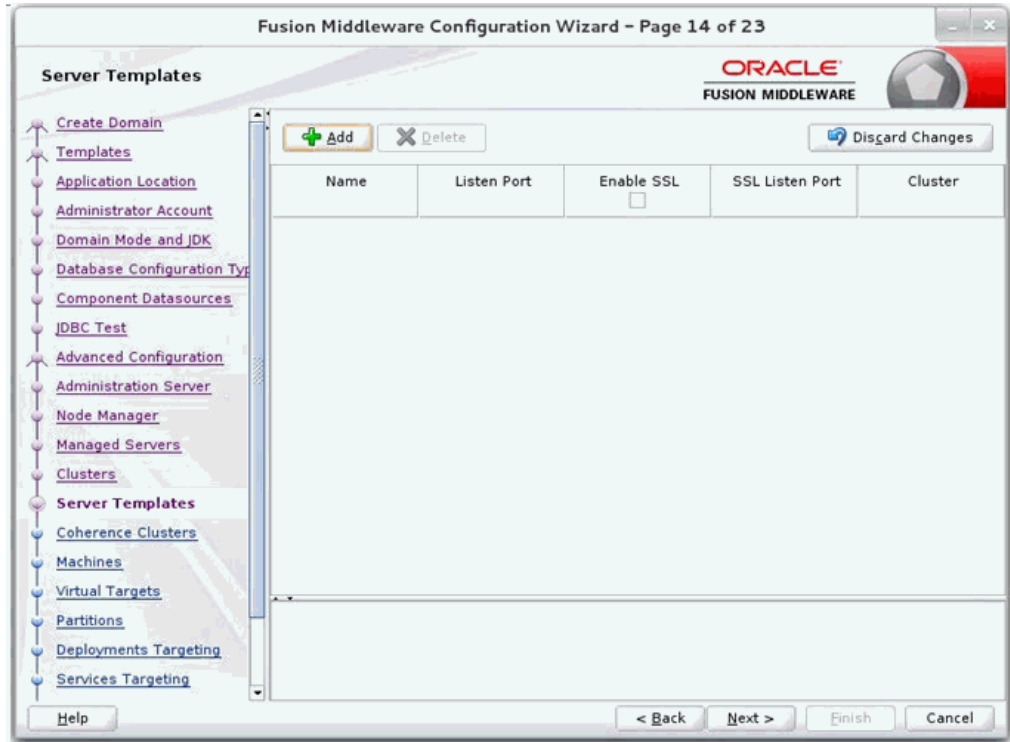 Fusion Middleware Configuration Wizard – Page 14 of 23
Server Templates
ORACLE
FUSION MIDDLEWARE
Create Domain
Templates
Application Location
Administrator Account
Domain Mode and JDK
Database Configuration Typ
Component Datasources
JDBC Test
Advanced Configuration
Administration Server
Node Manager
Managed Servers
Clusters
Server Templates
Coherence Clusters
Machines
Virtual Targets
Partitions
Deployments Targeting
Services Targeting
Add Delete Discard Changes
Name Listen Port Enable SSL SSL Listen Port Cluster
Help < Back Next > Finish Cancel